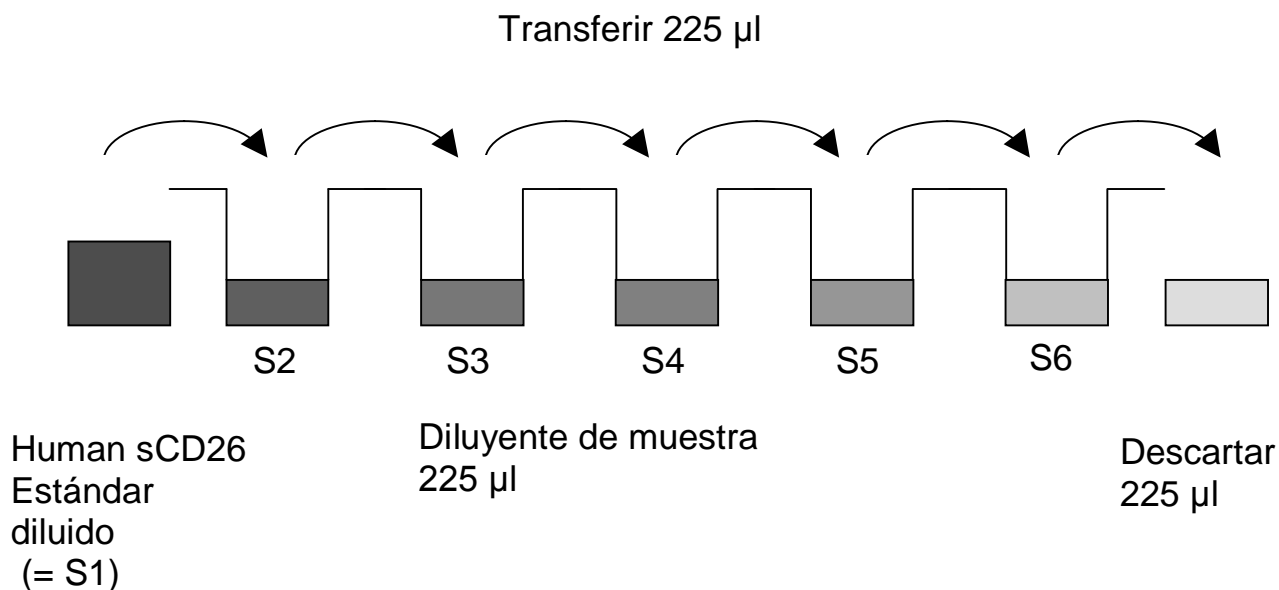 Transferir 225 µl
S2 S3 S4 S5 S6
Human sCD26
Estándar
diluido
(= S1)
Diluyente de muestra
225 µl
Descartar
225 µl